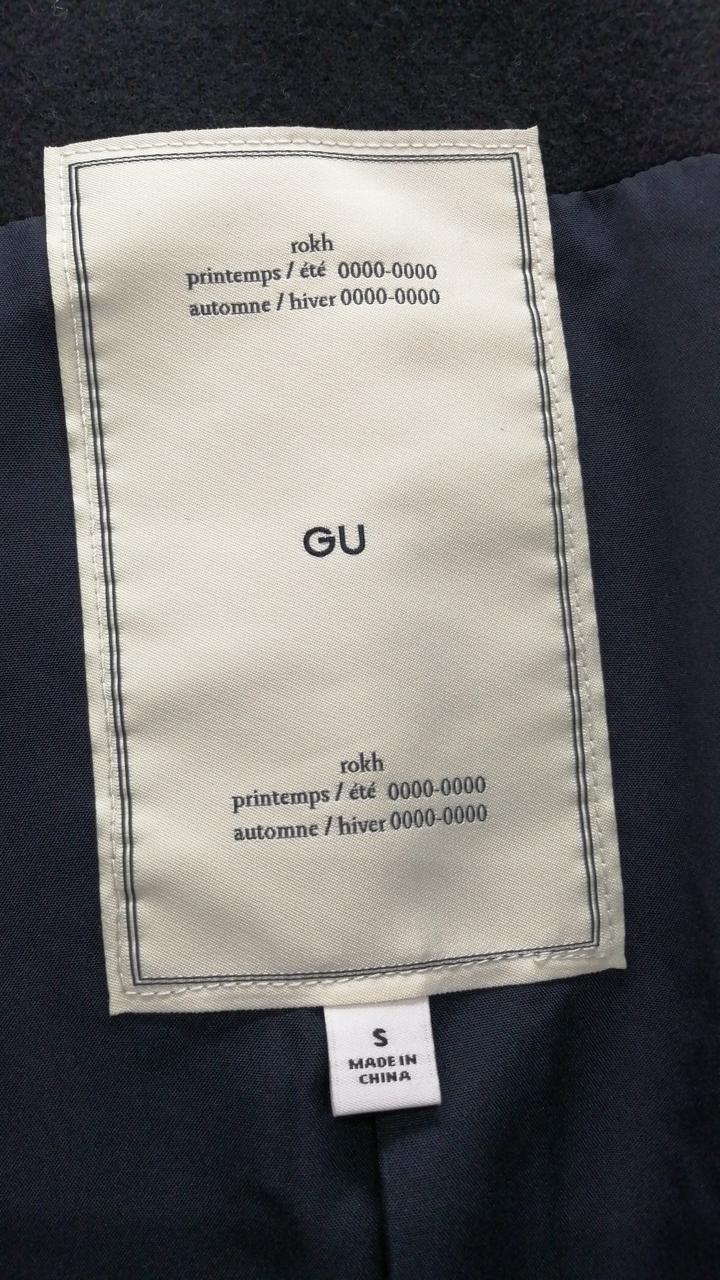 rokh
printemps / été 0000-0000
automne / hiver 0000-0000
GU
rokh
printemps / été 0000-0000
automne / hiver 0000-0000
S
MADE IN
CHINA